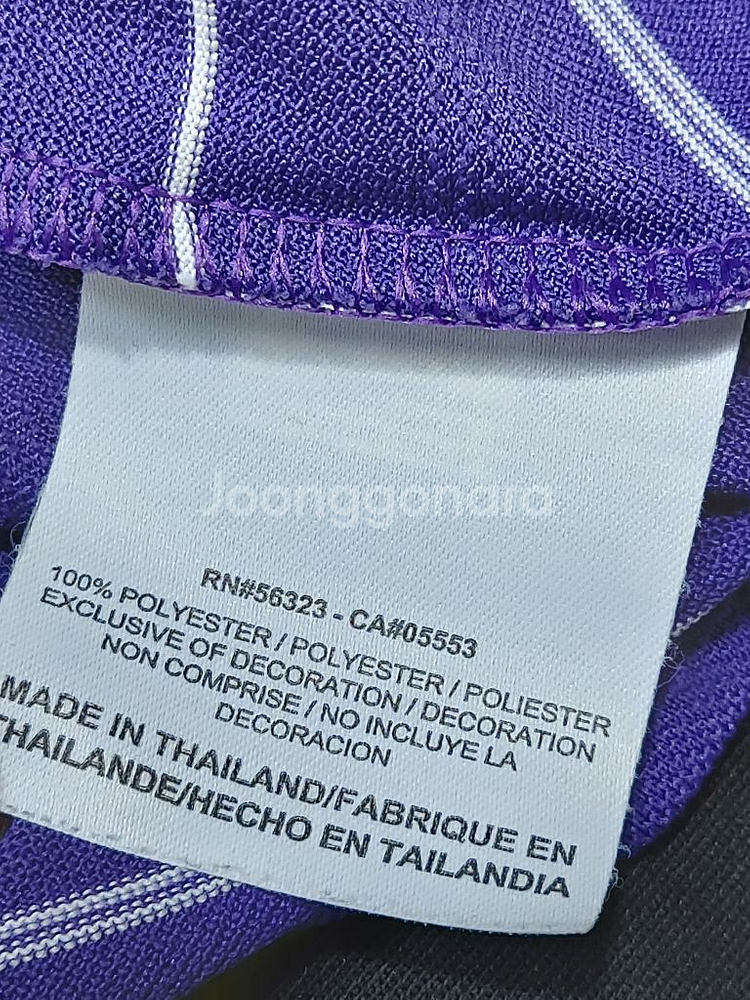 Joonggonara
RN#56323 - CA#05553
100% POLYESTER / POLYESTER / POLIESTER
EXCLUSIVE OF DECORATION / DECORATION
NON COMPRISE / NO INCLUYE LA
DECORACION
MADE IN THAILAND/FABRIQUE EN
THAILANDE/HECHO EN TAILANDIA